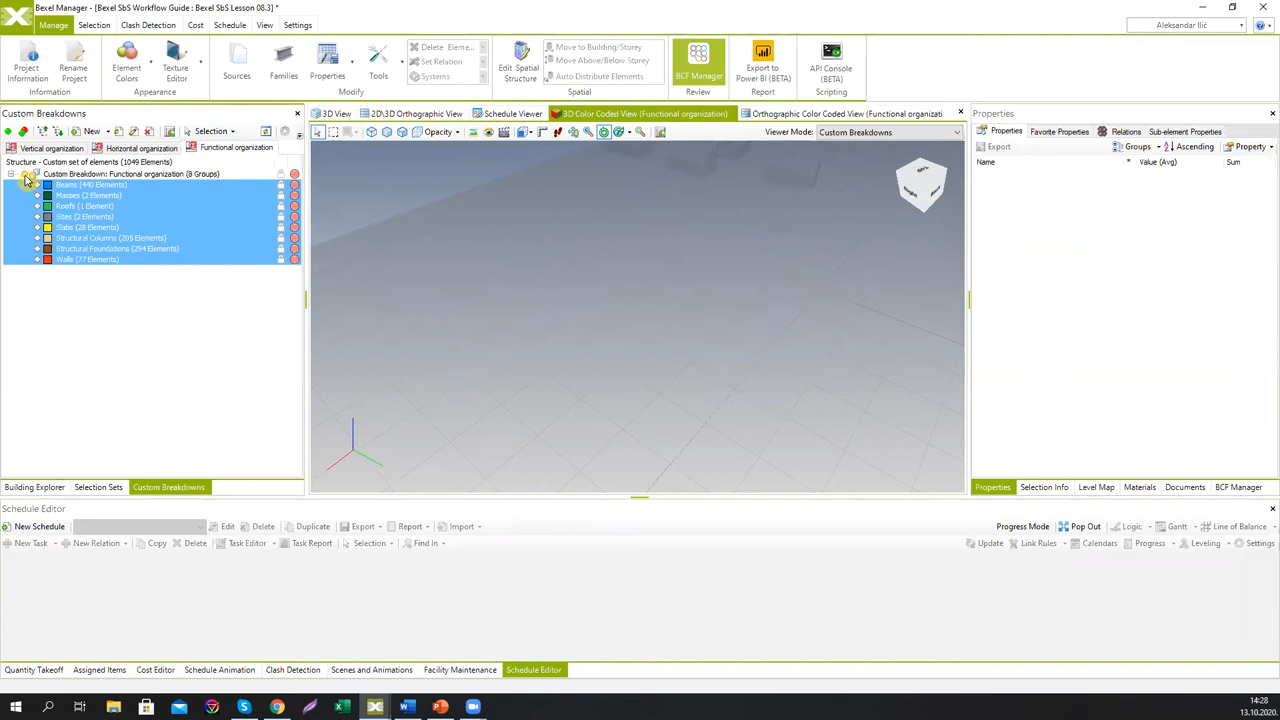 Bexel Manager - [Bexel SbS Workflow Guide : Bexel SbS Lesson 08.3] *
Manage Selection Clash Detection Cost Schedule View Settings
Aleksandar Ilić
Project Information
Rename Project
Element Colors
Texture Editor
Sources
Families
Properties
Tools
Delete Eleme...
Set Relation
Systems
Edit Spatial Structure
Move to Building/Storey
Move Above/Below Storey
Auto Distribute Elements
BCF Manager
Export to Power BI (BETA)
API Console (BETA)
Information Appearance Modify Spatial Review Report Scripting
Custom Breakdowns
New Selection
Vertical organization Horizontal organization Functional organization
Structure - Custom set of elements (1049 Elements)
Custom Breakdown: Functional organization (8 Groups)
Beams (440 Elements)
Masses (2 Elements)
Roofs (1 Element)
Sites (2 Elements)
Slabs (28 Elements)
Structural Columns (205 Elements)
Structural Foundations (294 Elements)
Walls (77 Elements)
Building Explorer Selection Sets Custom Breakdowns
3D View 2D\3D Orthographic View Schedule Viewer 3D Color Coded View (Functional organization) Orthographic Color Coded View (Functional organizati
Opacity Viewer Mode: Custom Breakdowns
Properties
Properties Favorite Properties Relations Sub-element Properties
Export Groups Ascending Property
Name * Value (Avg) Sum
Properties Selection Info Level Map Materials Documents BCF Manager
Schedule Editor
New Schedule Edit Delete Duplicate Export Report Import Progress Mode Pop Out Logic Gantt Line of Balance
New Task New Relation Copy Delete Task Editor Task Report Selection Find In Update Link Rules Calendars Progress Leveling Settings
Quantity Takeoff Assigned Items Cost Editor Schedule Animation Clash Detection Scenes and Animations Facility Maintenance Schedule Editor
14:28
13.10.2020.